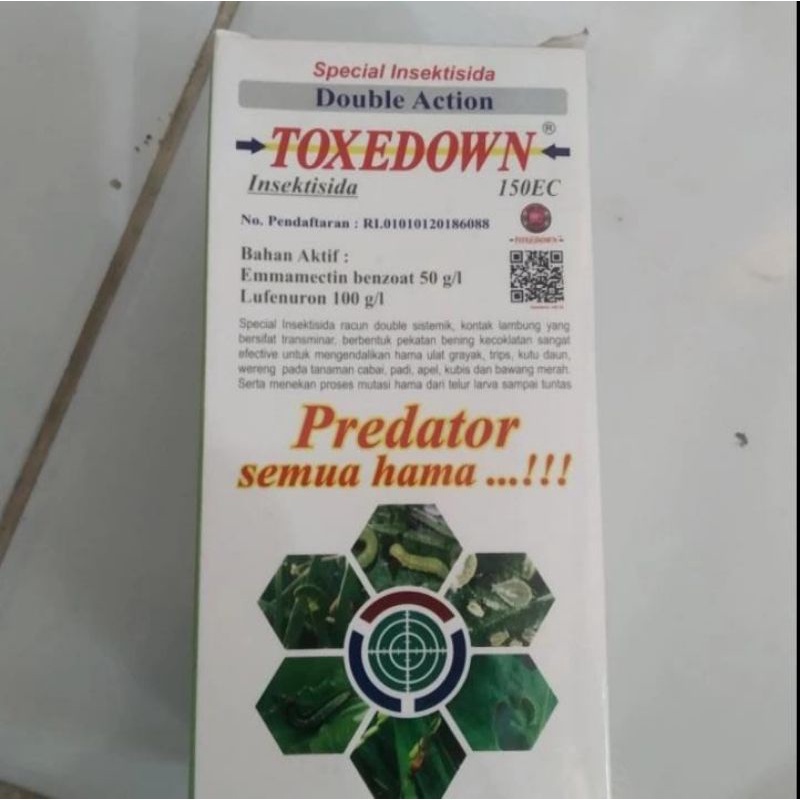 Special Insektisida
Double Action
TOXEDOWN®
Insektisida 150EC
No. Pendaftaran : RI.01010120186088
TOXEDOWN
Bahan Aktif :
Emmamectin benzoat 50 g/l
Lufenuron 100 g/l
Special Insektisida racun double sistemik, kontak lambung yang
bersifat transminar, berbentuk pekatan bening kecoklatan sangat
efective untuk mengendalikan hama ulat grayak, trips, kutu daun,
wereng pada tanaman cabai, padi, apel, kubis dan bawang merah.
Serta menekan proses mutasi hama dari telur larva sampai tuntas
Predator
semua hama ...!!!